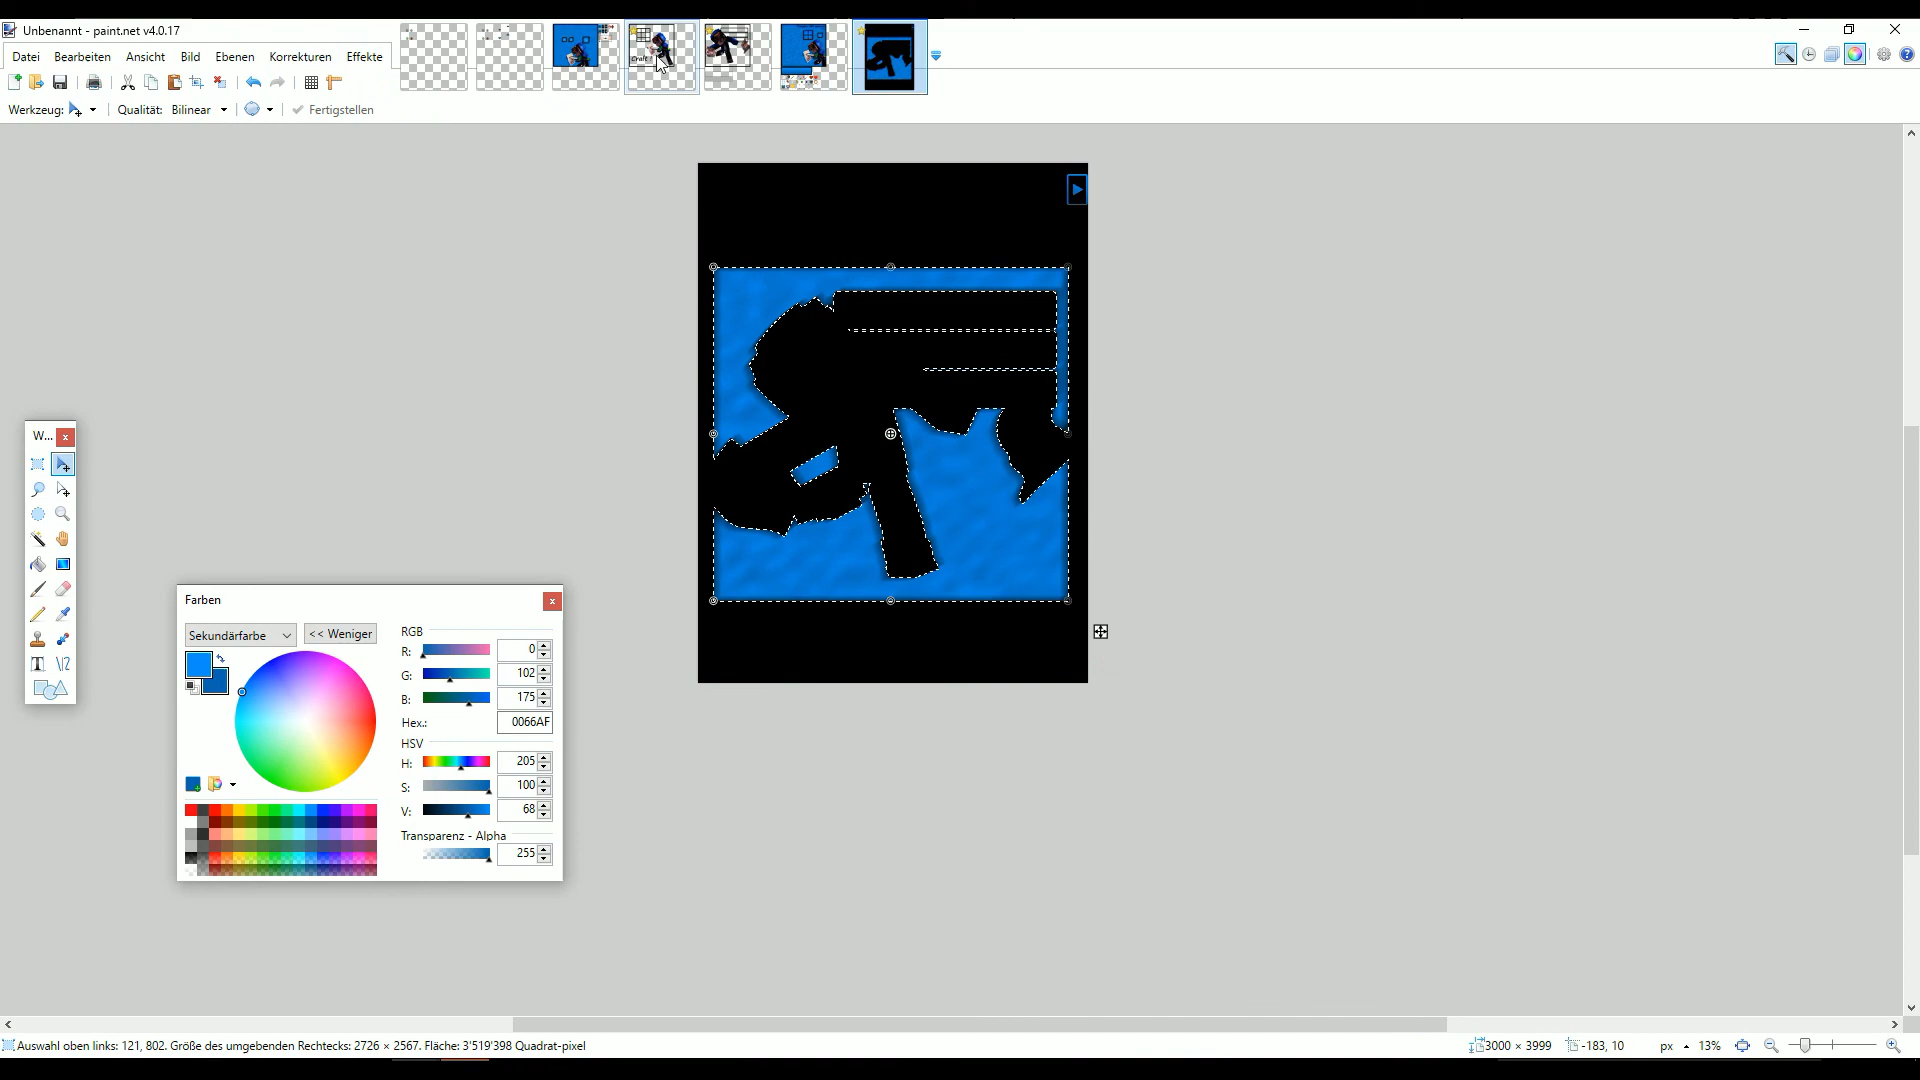 Unbenannt - paint.net v4.0.17
Datei Bearbeiten Ansicht Bild Ebenen Korrekturen Effekte
Craft
Werkzeug: Qualität: Bilinear Fertigstellen
W...
Farben
Sekundärfarbe << Weniger
RGB
R: 0
G: 102
B: 175
Hex.: 0066AF
HSV
H: 205
S: 100
V: 68
Transparenz - Alpha
255
Auswahl oben links: 121, 802. Größe des umgebenden Rechtecks: 2726 × 2567. Fläche: 3'519'398 Quadrat-pixel
3000 × 3999 -183, 10 px 13%